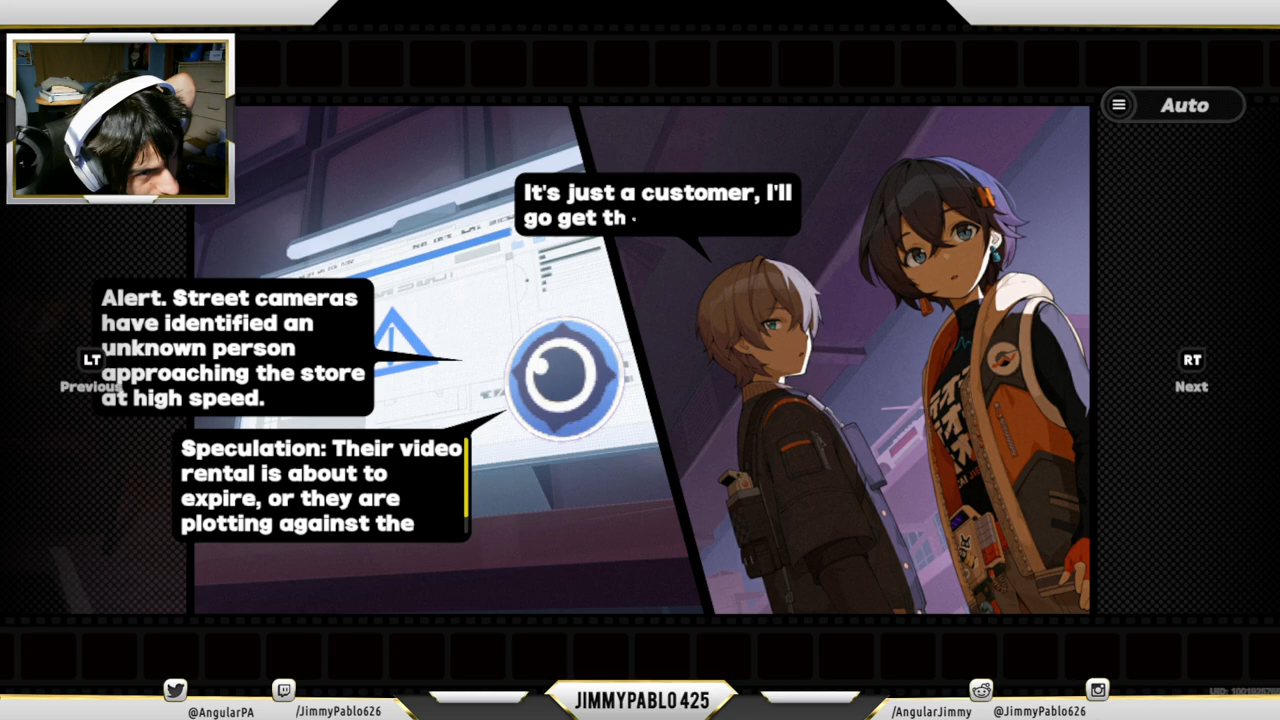 Auto
It's just a customer, I'll
go get th
Alert. Street cameras
have identified an
unknown person
approaching the store
at high speed.
LT
Previous
RT
Next
Speculation: Their video
rental is about to
expire, or they are
plotting against the
@AngularPA
/JimmyPablo626
JIMMYPABLO 425
/AngularJimmy
@JimmyPablo626